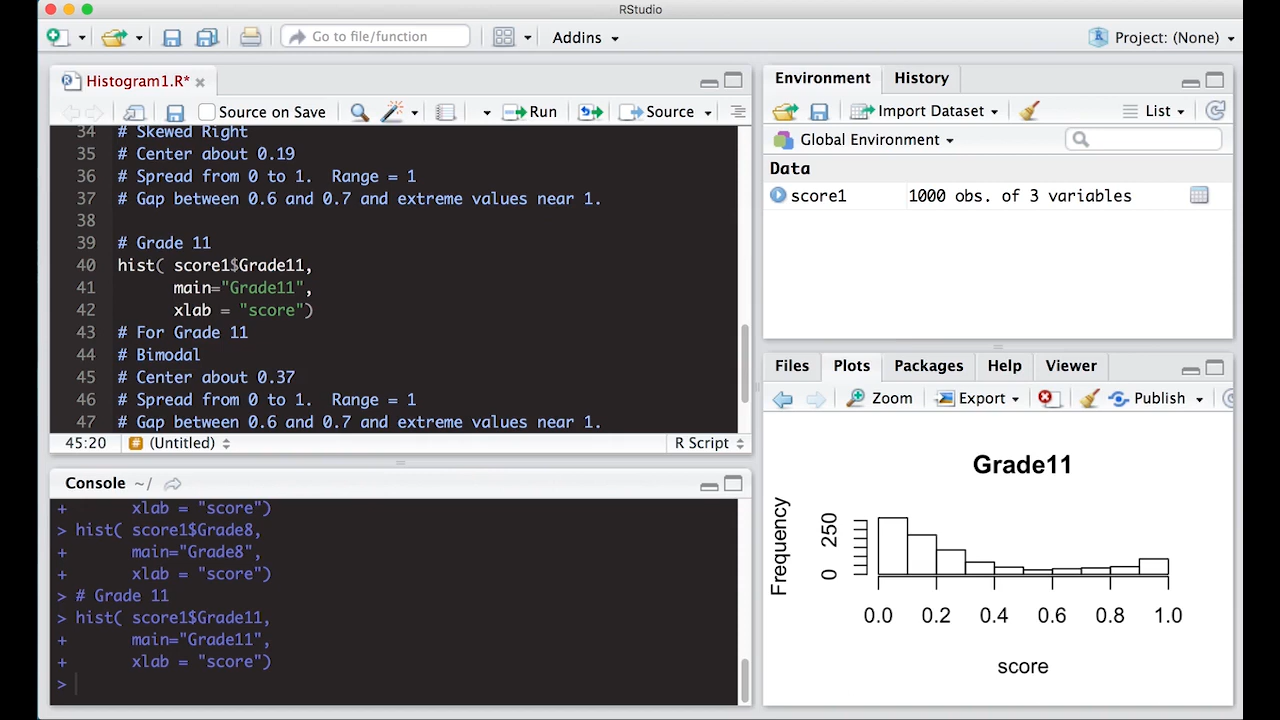 RStudio
Go to file/function
Addins
Project: (None)
Histogram1.R*
Source on Save
Run
Source
34 # Skewed Right
35 # Center about 0.19
36 # Spread from 0 to 1.  Range = 1
37 # Gap between 0.6 and 0.7 and extreme values near 1.
38
39 # Grade 11
40 hist( score1$Grade11,
41       main="Grade11",
42       xlab = "score")
43 # For Grade 11
44 # Bimodal
45 # Center about 0.37
46 # Spread from 0 to 1.  Range = 1
47 # Gap between 0.6 and 0.7 and extreme values near 1.
45:20 # (Untitled) R Script
Console ~/
+       xlab = "score")
> hist( score1$Grade8,
+       main="Grade8",
+       xlab = "score")
> # Grade 11
> hist( score1$Grade11,
+       main="Grade11",
+       xlab = "score")
>
Environment History
Import Dataset List
Global Environment
Data
score1 1000 obs. of 3 variables
Files Plots Packages Help Viewer
Zoom Export Publish
Grade11
Frequency
250
0
0.0 0.2 0.4 0.6 0.8 1.0
score